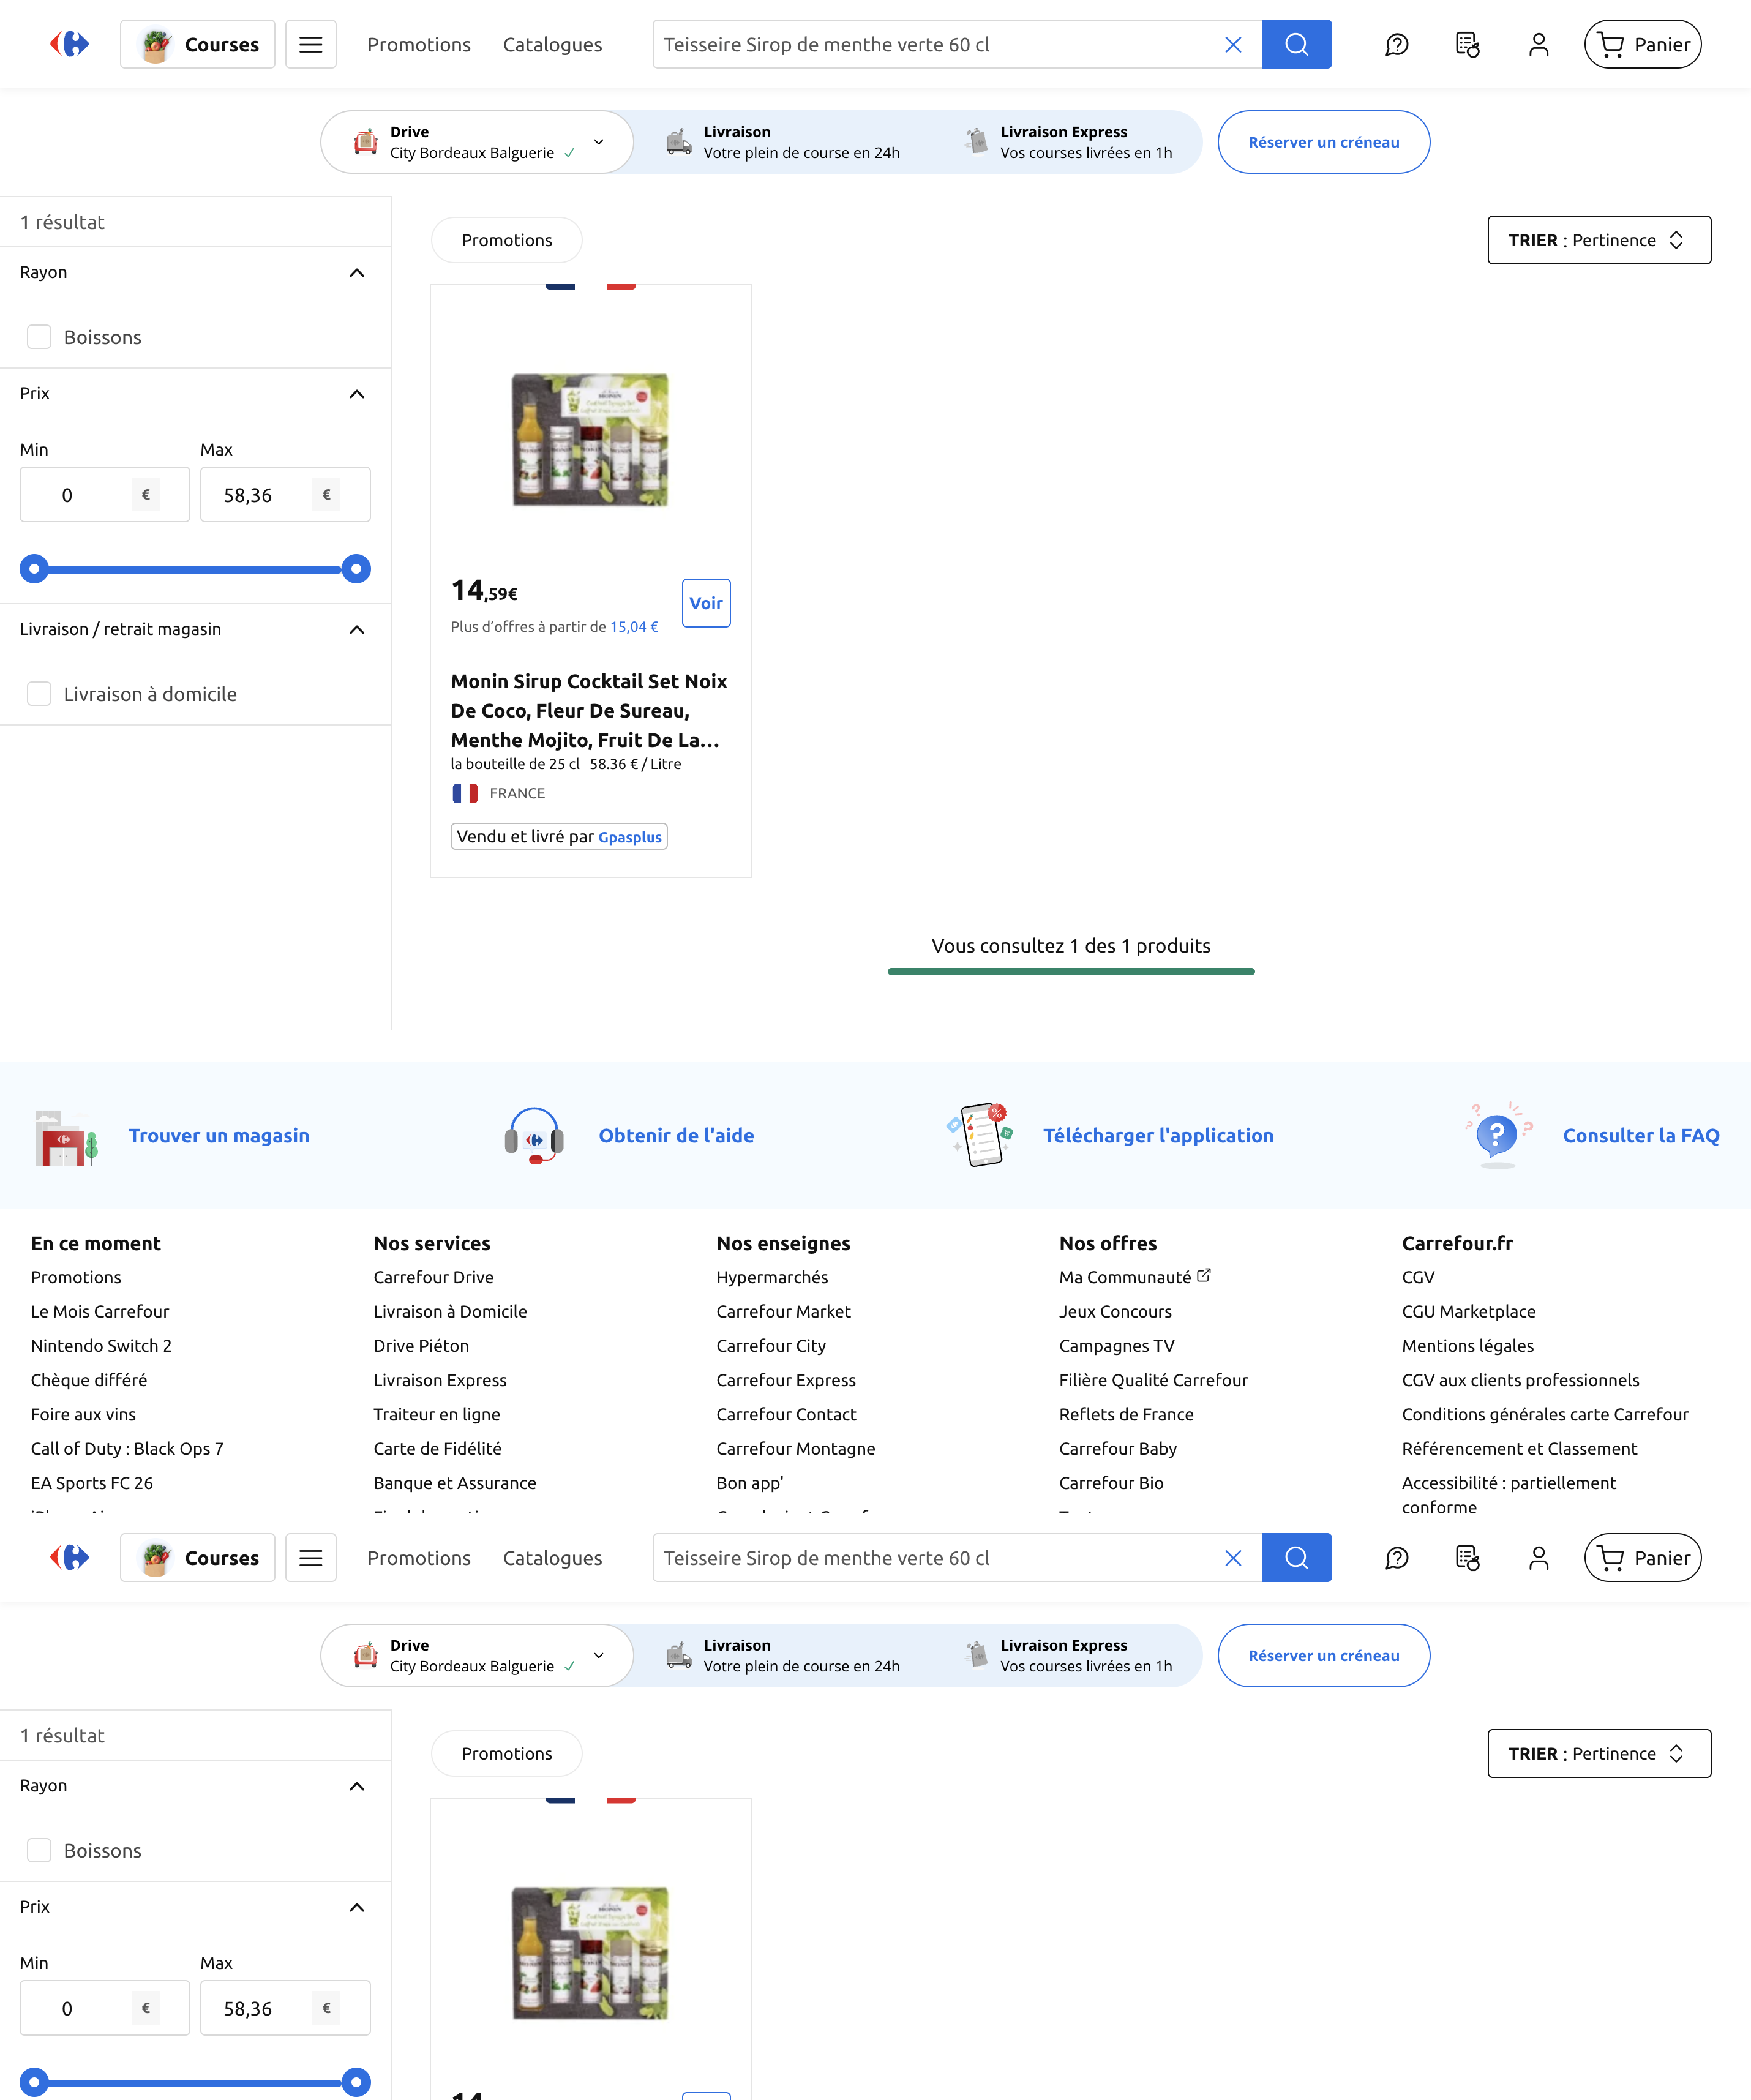 Courses
Promotions
Catalogues
Teisseire Sirop de menthe verte 60 cl
Panier
Drive
City Bordeaux Balguerie
Livraison
Votre plein de course en 24h
Livraison Express
Vos courses livrées en 1h
Réserver un créneau
1 résultat
Rayon
Boissons
Prix
Min
Max
0 €
58,36 €
Livraison / retrait magasin
Livraison à domicile
Promotions
TRIER : Pertinence
14,59€
Plus d’offres à partir de 15,04 €
Voir
Monin Sirup Cocktail Set Noix
De Coco, Fleur De Sureau,
Menthe Mojito, Fruit De La...
la bouteille de 25 cl 58.36 € / Litre
FRANCE
Vendu et livré par Gpasplus
Vous consultez 1 des 1 produits
Trouver un magasin
Obtenir de l'aide
Télécharger l'application
Consulter la FAQ
En ce moment
Promotions
Le Mois Carrefour
Nintendo Switch 2
Chèque différé
Foire aux vins
Call of Duty : Black Ops 7
EA Sports FC 26
Nos services
Carrefour Drive
Livraison à Domicile
Drive Piéton
Livraison Express
Traiteur en ligne
Carte de Fidélité
Banque et Assurance
Nos enseignes
Hypermarchés
Carrefour Market
Carrefour City
Carrefour Express
Carrefour Contact
Carrefour Montagne
Bon app'
Nos offres
Ma Communauté
Jeux Concours
Campagnes TV
Filière Qualité Carrefour
Reflets de France
Carrefour Baby
Carrefour Bio
Carrefour.fr
CGV
CGU Marketplace
Mentions légales
CGV aux clients professionnels
Conditions générales carte Carrefour
Référencement et Classement
Accessibilité : partiellement
conforme
Courses
Promotions
Catalogues
Teisseire Sirop de menthe verte 60 cl
Panier
Drive
City Bordeaux Balguerie
Livraison
Votre plein de course en 24h
Livraison Express
Vos courses livrées en 1h
Réserver un créneau
1 résultat
Rayon
Boissons
Prix
Min
Max
0 €
58,36 €
Promotions
TRIER : Pertinence